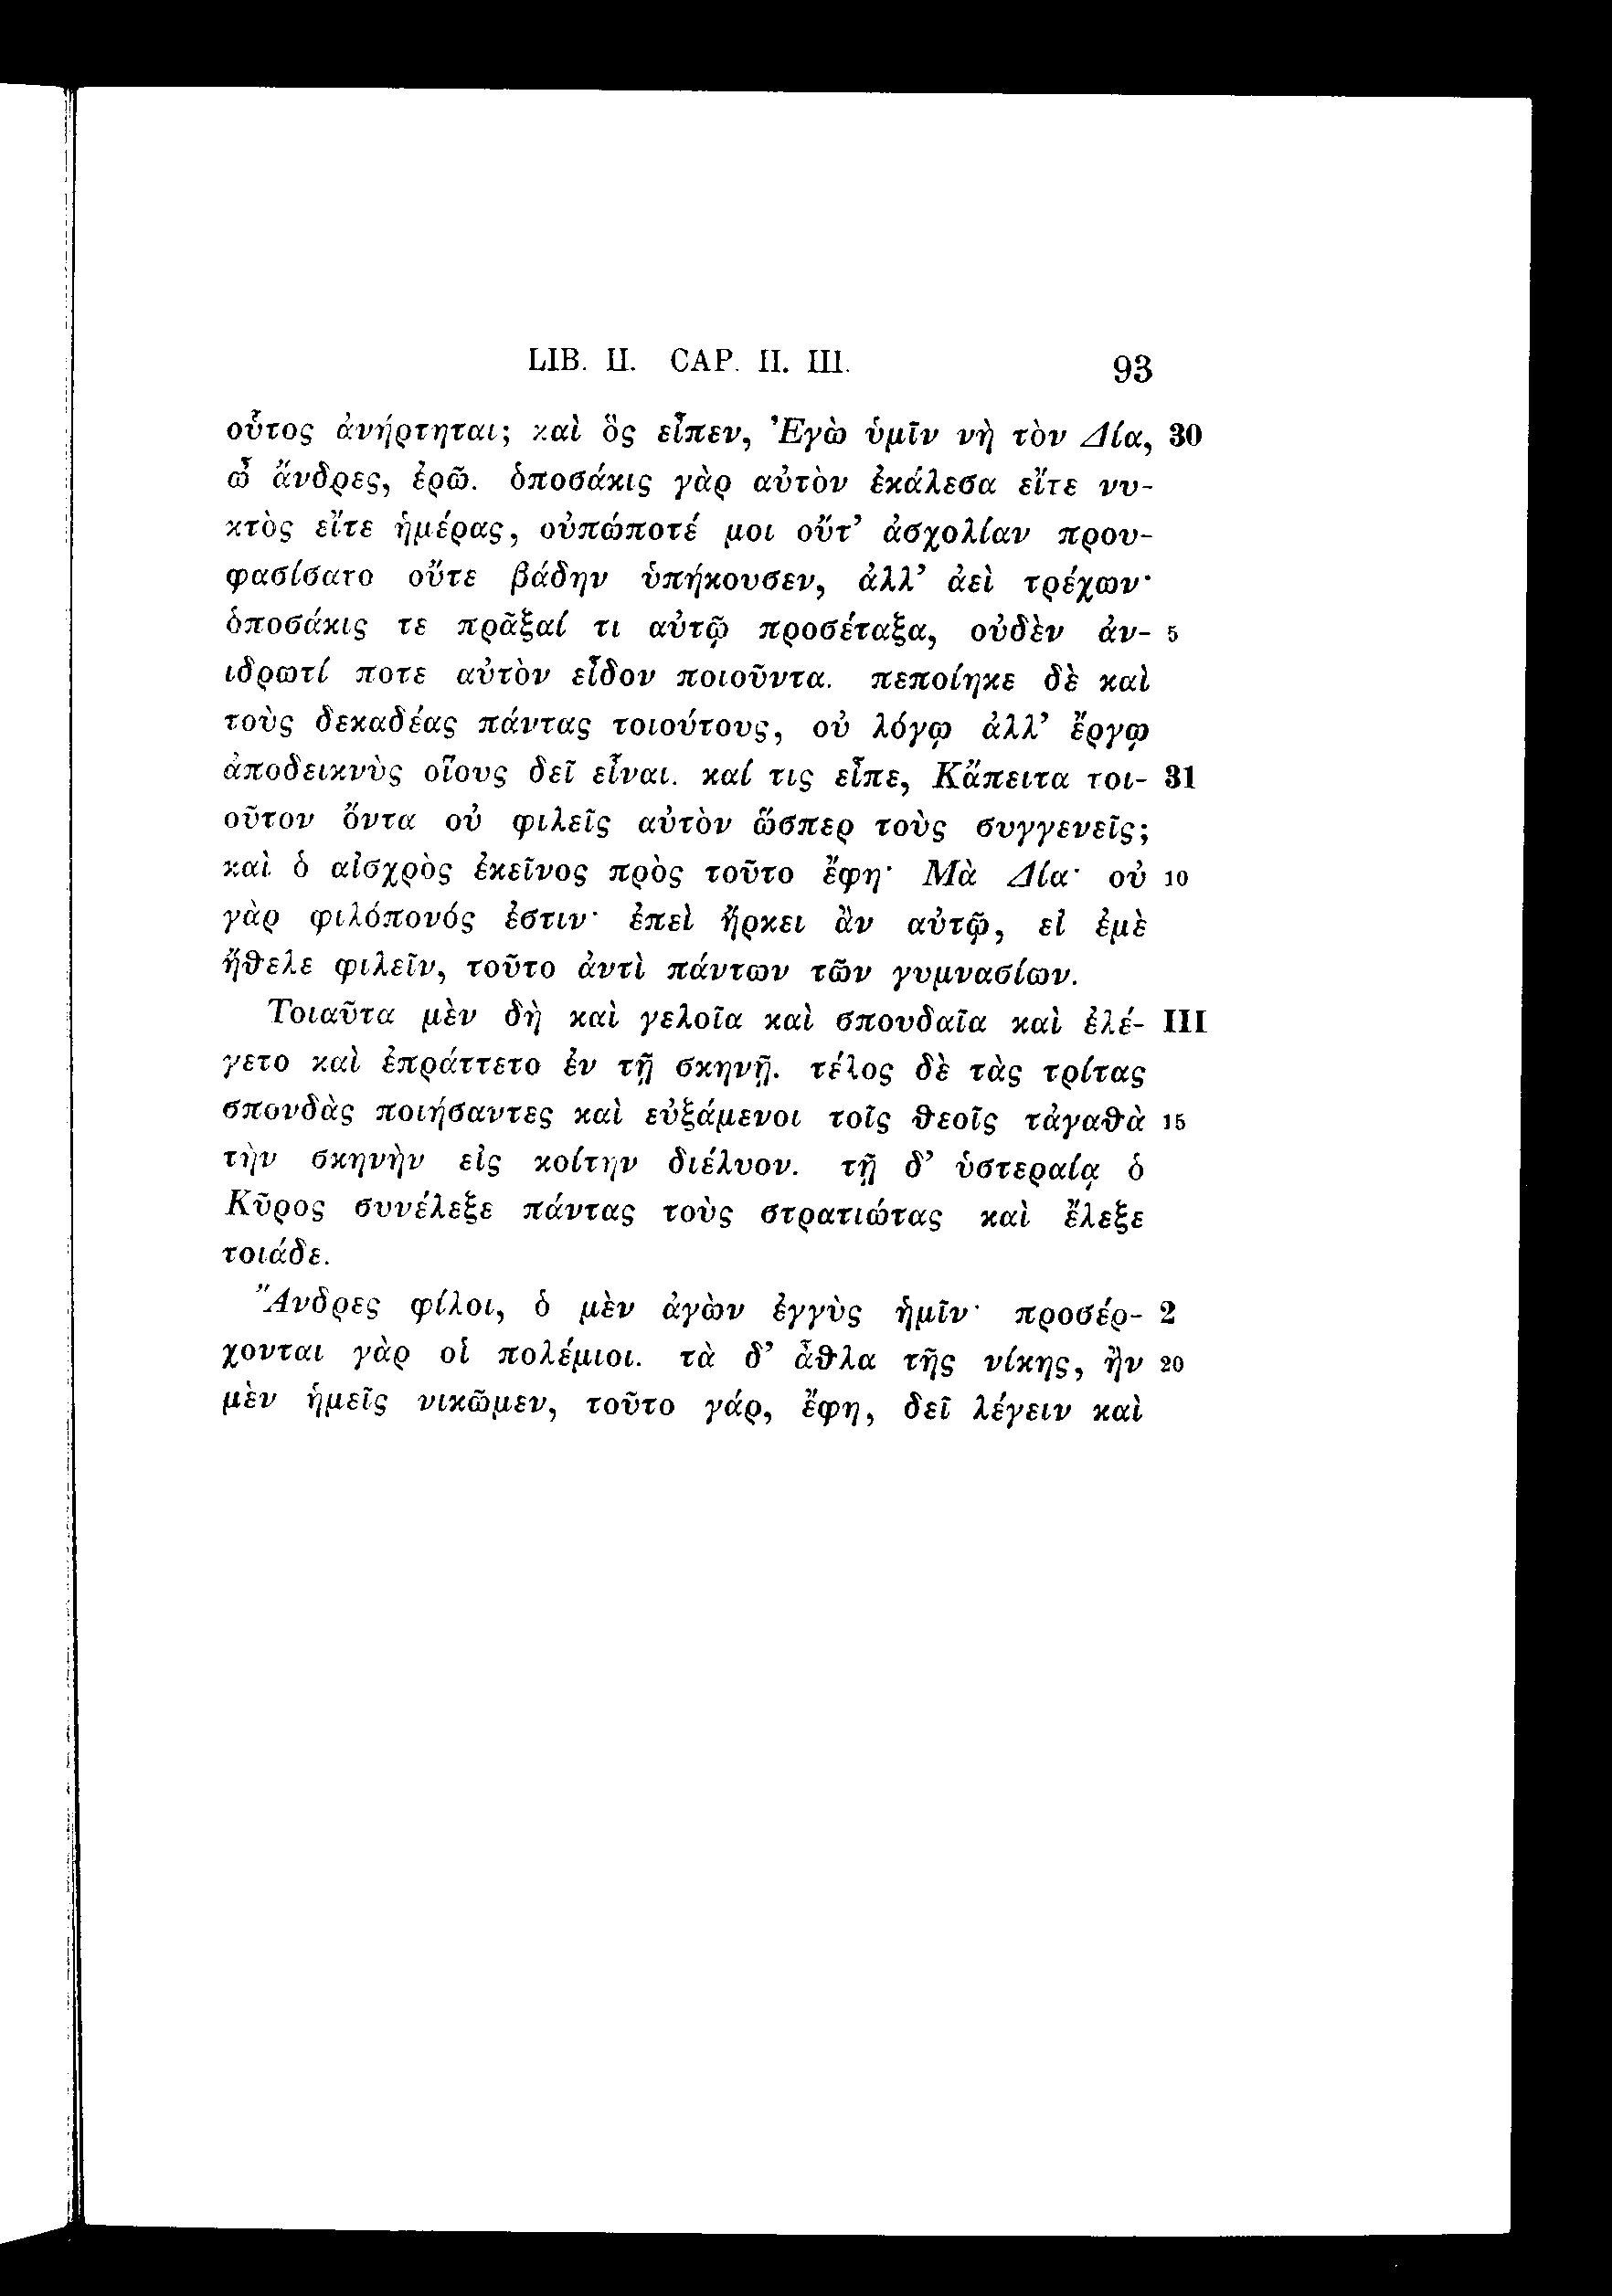 LIB. II. CAP. II. III. 93
οὗτος ἀνήρτηται; καὶ ὃς εἶπεν, Ἐγὼ ὑμῖν νὴ τὸν Δία, 30
ὦ ἄνδρες, ἐρῶ. ὁποσάκις γὰρ αὐτὸν ἐκάλεσα εἴτε νυ-
κτὸς εἴτε ἡμέρας, οὐπώποτέ μοι οὔτ’ ἀσχολίαν πρου-
φασίσατο οὔτε βάδην ὑπήκουσεν, ἀλλ’ ἀεὶ τρέχων·
ὁποσάκις τε πρᾶξαί τι αὐτῷ προσέταξα, οὐδὲν ἀν- 5
ιδρωτί ποτε αὐτὸν εἶδον ποιοῦντα. πεποίηκε δὲ καὶ
τοὺς δεκαδέας πάντας τοιούτους, οὐ λόγῳ ἀλλ’ ἔργῳ
ἀποδεικνὺς οἵους δεῖ εἶναι. καί τις εἶπε, Κἄπειτα τοι- 31
οῦτον ὄντα οὐ φιλεῖς αὐτὸν ὥσπερ τοὺς συγγενεῖς;
καὶ ὁ αἰσχρὸς ἐκεῖνος πρὸς τοῦτο ἔφη· Μὰ Δία· οὐ 10
γὰρ φιλόπονός ἐστιν· ἐπεὶ ἤρκει ἂν αὐτῷ, εἰ ἐμὲ
ἤθελε φιλεῖν, τοῦτο ἀντὶ πάντων τῶν γυμνασίων.
Τοιαῦτα μὲν δὴ καὶ γελοῖα καὶ σπουδαῖα καὶ ἐλέ- III
γετο καὶ ἐπράττετο ἐν τῇ σκηνῇ. τέλος δὲ τὰς τρίτας
σπονδὰς ποιήσαντες καὶ εὐξάμενοι τοῖς θεοῖς τἀγαθὰ 15
τὴν σκηνὴν εἰς κοίτην διέλυον. τῇ δ’ ὑστεραίᾳ ὁ
Κῦρος συνέλεξε πάντας τοὺς στρατιώτας καὶ ἔλεξε
τοιάδε.
Ἄνδρες φίλοι, ὁ μὲν ἀγὼν ἐγγὺς ἡμῖν· προσέρ- 2
χονται γὰρ οἱ πολέμιοι. τὰ δ’ ἆθλα τῆς νίκης, ἢν 20
μὲν ἡμεῖς νικῶμεν, τοῦτο γάρ, ἔφη, δεῖ λέγειν καὶ